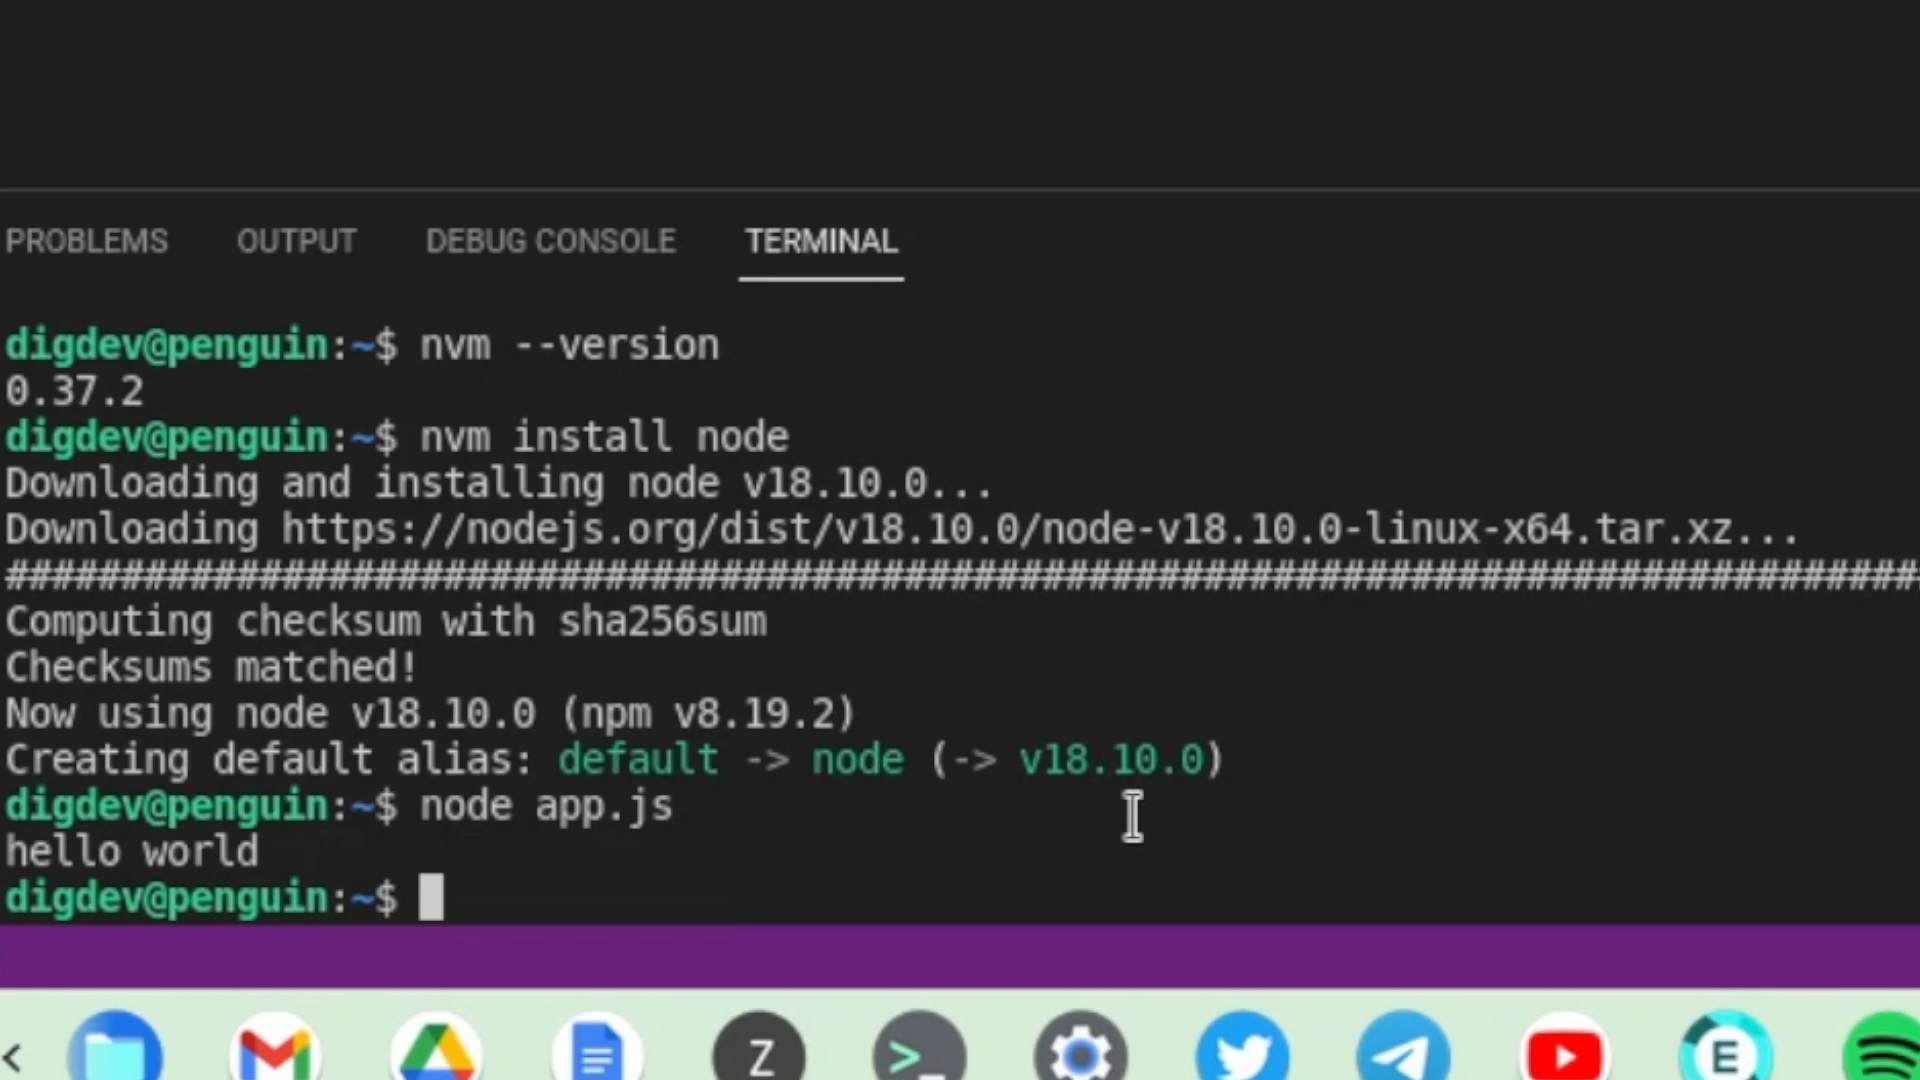 PROBLEMS OUTPUT DEBUG CONSOLE TERMINAL
digdev@penguin:~$ nvm --version
0.37.2
digdev@penguin:~$ nvm install node
Downloading and installing node v18.10.0...
Downloading https://nodejs.org/dist/v18.10.0/node-v18.10.0-linux-x64.tar.xz...
###################################################################################
Computing checksum with sha256sum
Checksums matched!
Now using node v18.10.0 (npm v8.19.2)
Creating default alias: default -> node (-> v18.10.0)
digdev@penguin:~$ node app.js
hello world
digdev@penguin:~$
Z >_ E